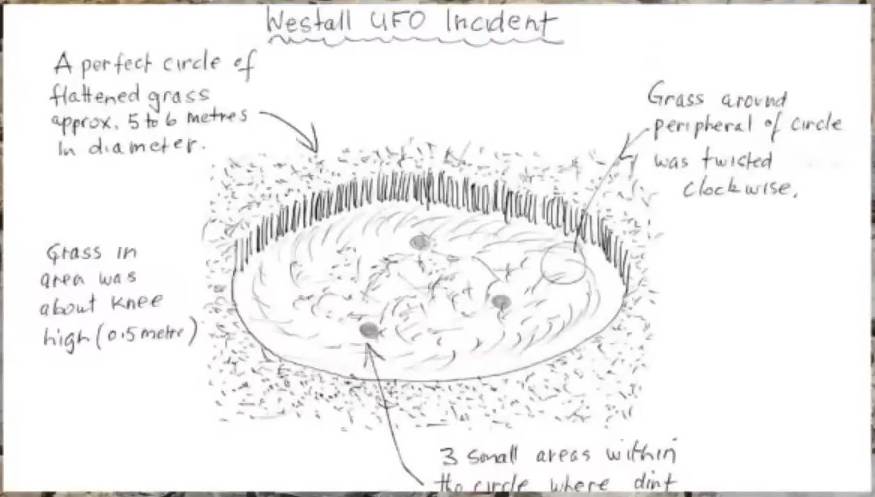 Westall UFO Incident
A perfect circle of
flattened grass
approx. 5 to 6 metres
In diameter.
Grass around
peripheral of circle
was twisted
clockwise.
Grass in
area was
about knee
high (0.5 metre)
3 small areas within
the circle where dint